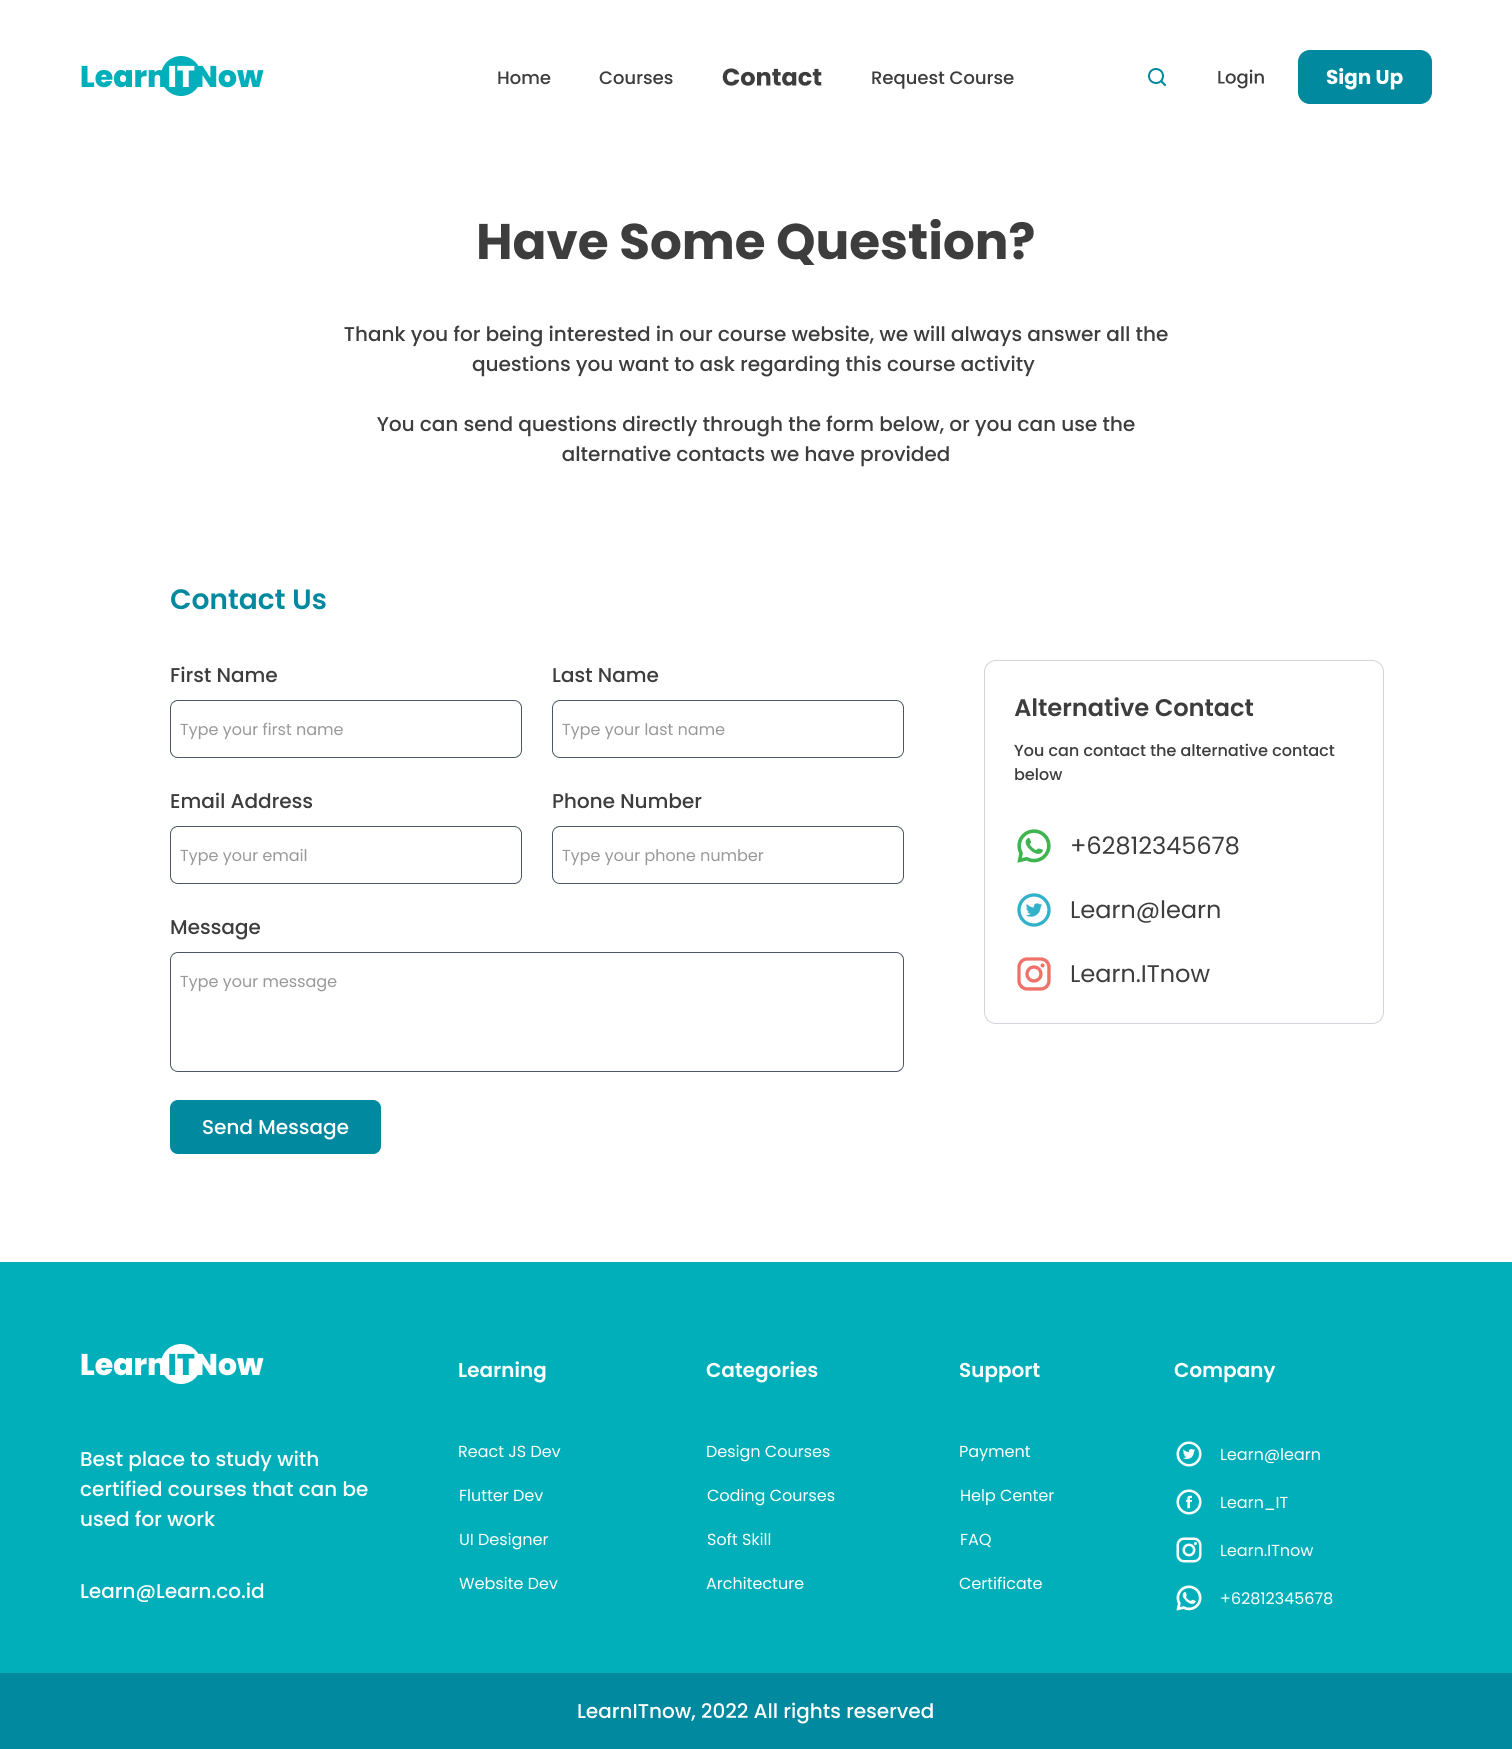 LearnITNow
Home
Courses
Contact
Request Course
Login
Sign Up
Have Some Question?
Thank you for being interested in our course website, we will always answer all the
questions you want to ask regarding this course activity
You can send questions directly through the form below, or you can use the
alternative contacts we have provided
Contact Us
First Name
Last Name
Type your first name
Type your last name
Email Address
Phone Number
Type your email
Type your phone number
Message
Type your message
Send Message
Alternative Contact
You can contact the alternative contact
below
+62812345678
Learn@learn
Learn.ITnow
LearnITNow
Best place to study with
certified courses that can be
used for work
Learn@Learn.co.id
Learning
React JS Dev
Flutter Dev
UI Designer
Website Dev
Categories
Design Courses
Coding Courses
Soft Skill
Architecture
Support
Payment
Help Center
FAQ
Certificate
Company
Learn@learn
Learn_IT
Learn.ITnow
+62812345678
LearnITnow, 2022 All rights reserved